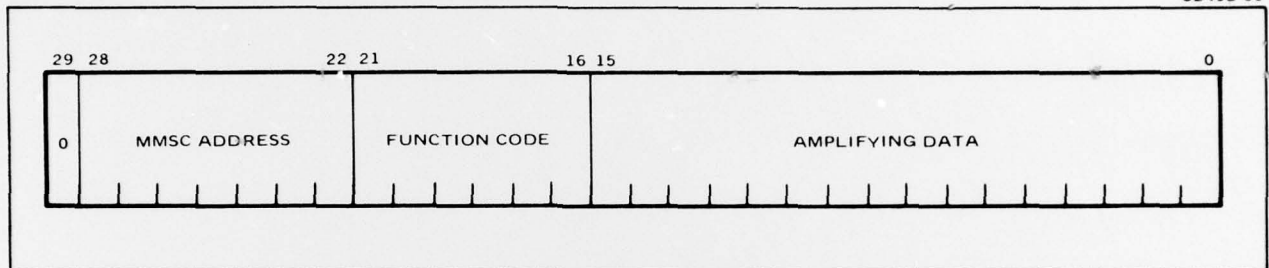 29 28 22 21 16 15 0
0 MMSC ADDRESS FUNCTION CODE AMPLIFYING DATA